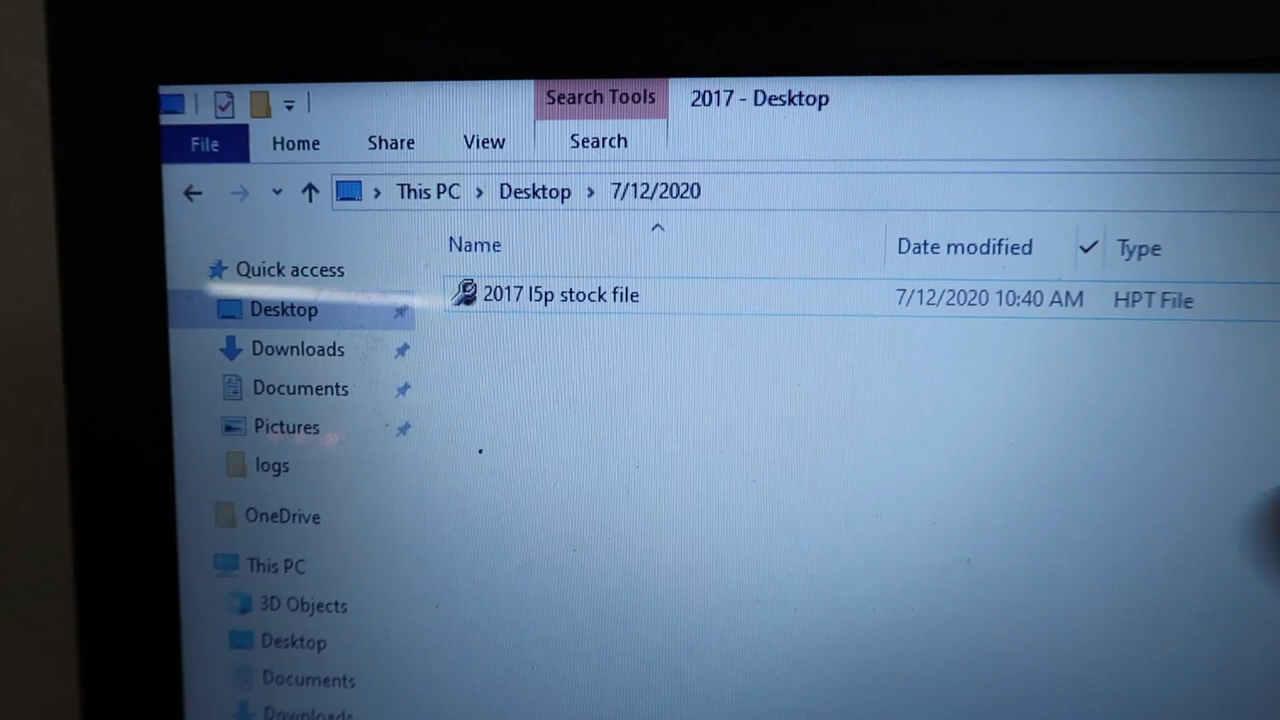 Search Tools
2017 - Desktop
File
Home
Share
View
Search
This PC
Desktop
7/12/2020
Name
Date modified
Type
Quick access
2017 l5p stock file
7/12/2020 10:40 AM
HPT File
Desktop
Downloads
Documents
Pictures
logs
OneDrive
This PC
3D Objects
Desktop
Documents
Downloads